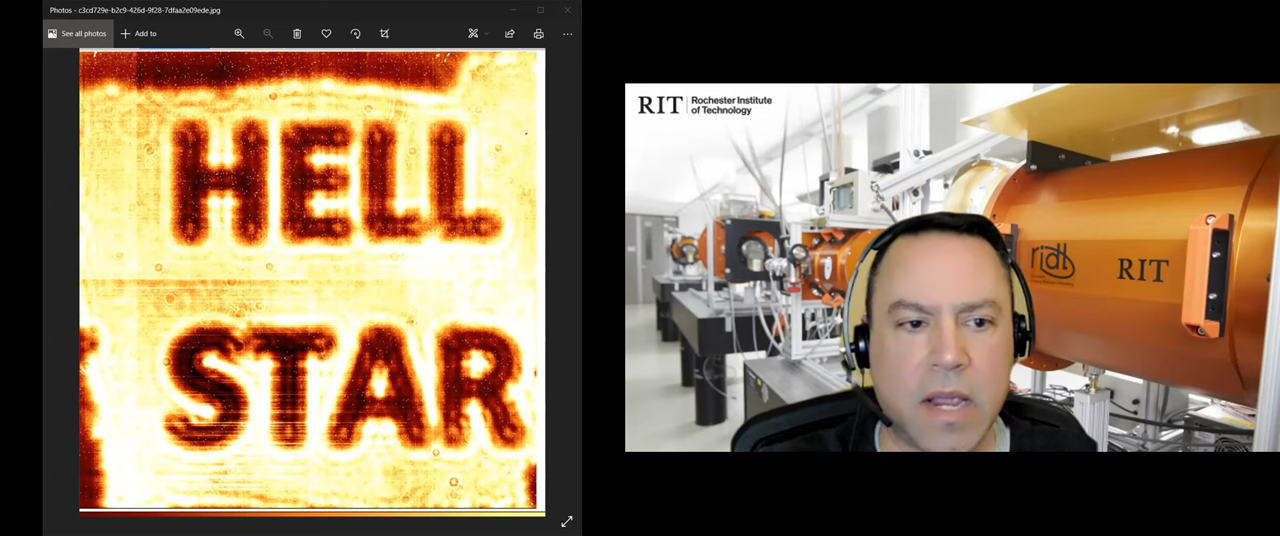 Photos - c3cd729e-b2c9-426d-9f28-7dfaa2e09ede.jpg
See all photos
Add to
HELL
STAR
RIT
Rochester Institute
of Technology
ridl
RIT